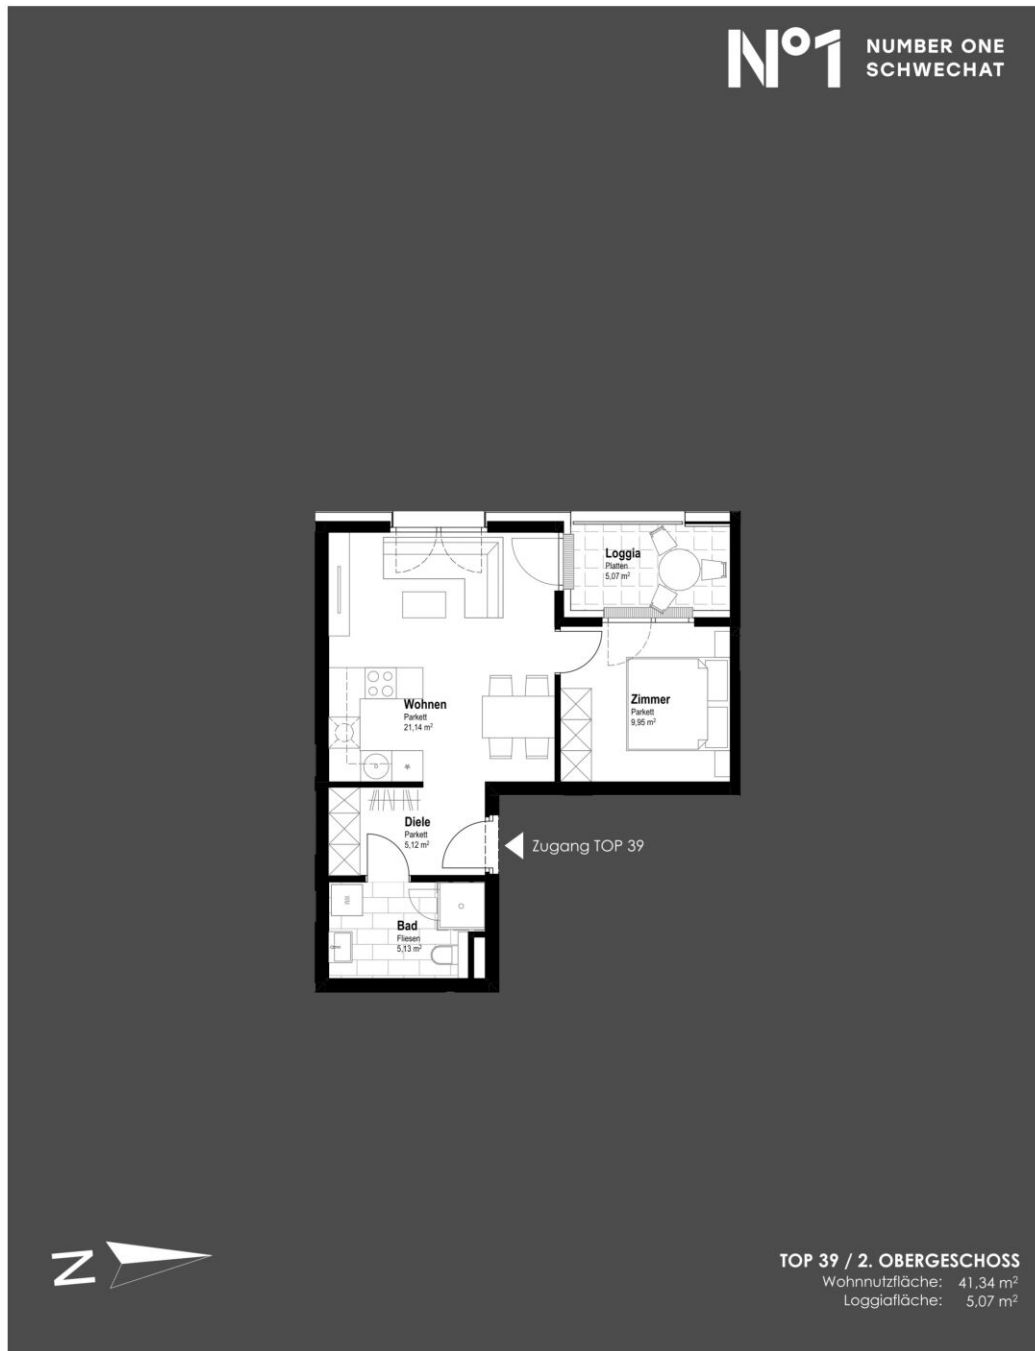 Nº1 NUMBER ONE
SCHWECHAT
Loggia
Platten
5,07 m²
Wohnen
Parkett
21,14 m²
Zimmer
Parkett
9,95 m²
Diele
Parkett
5,12 m²
Zugang TOP 39
Bad
Fliesen
5,13 m²
N
TOP 39 / 2. OBERGESCHOSS
Wohnnutzfläche: 41,34 m²
Loggiafläche: 5,07 m²